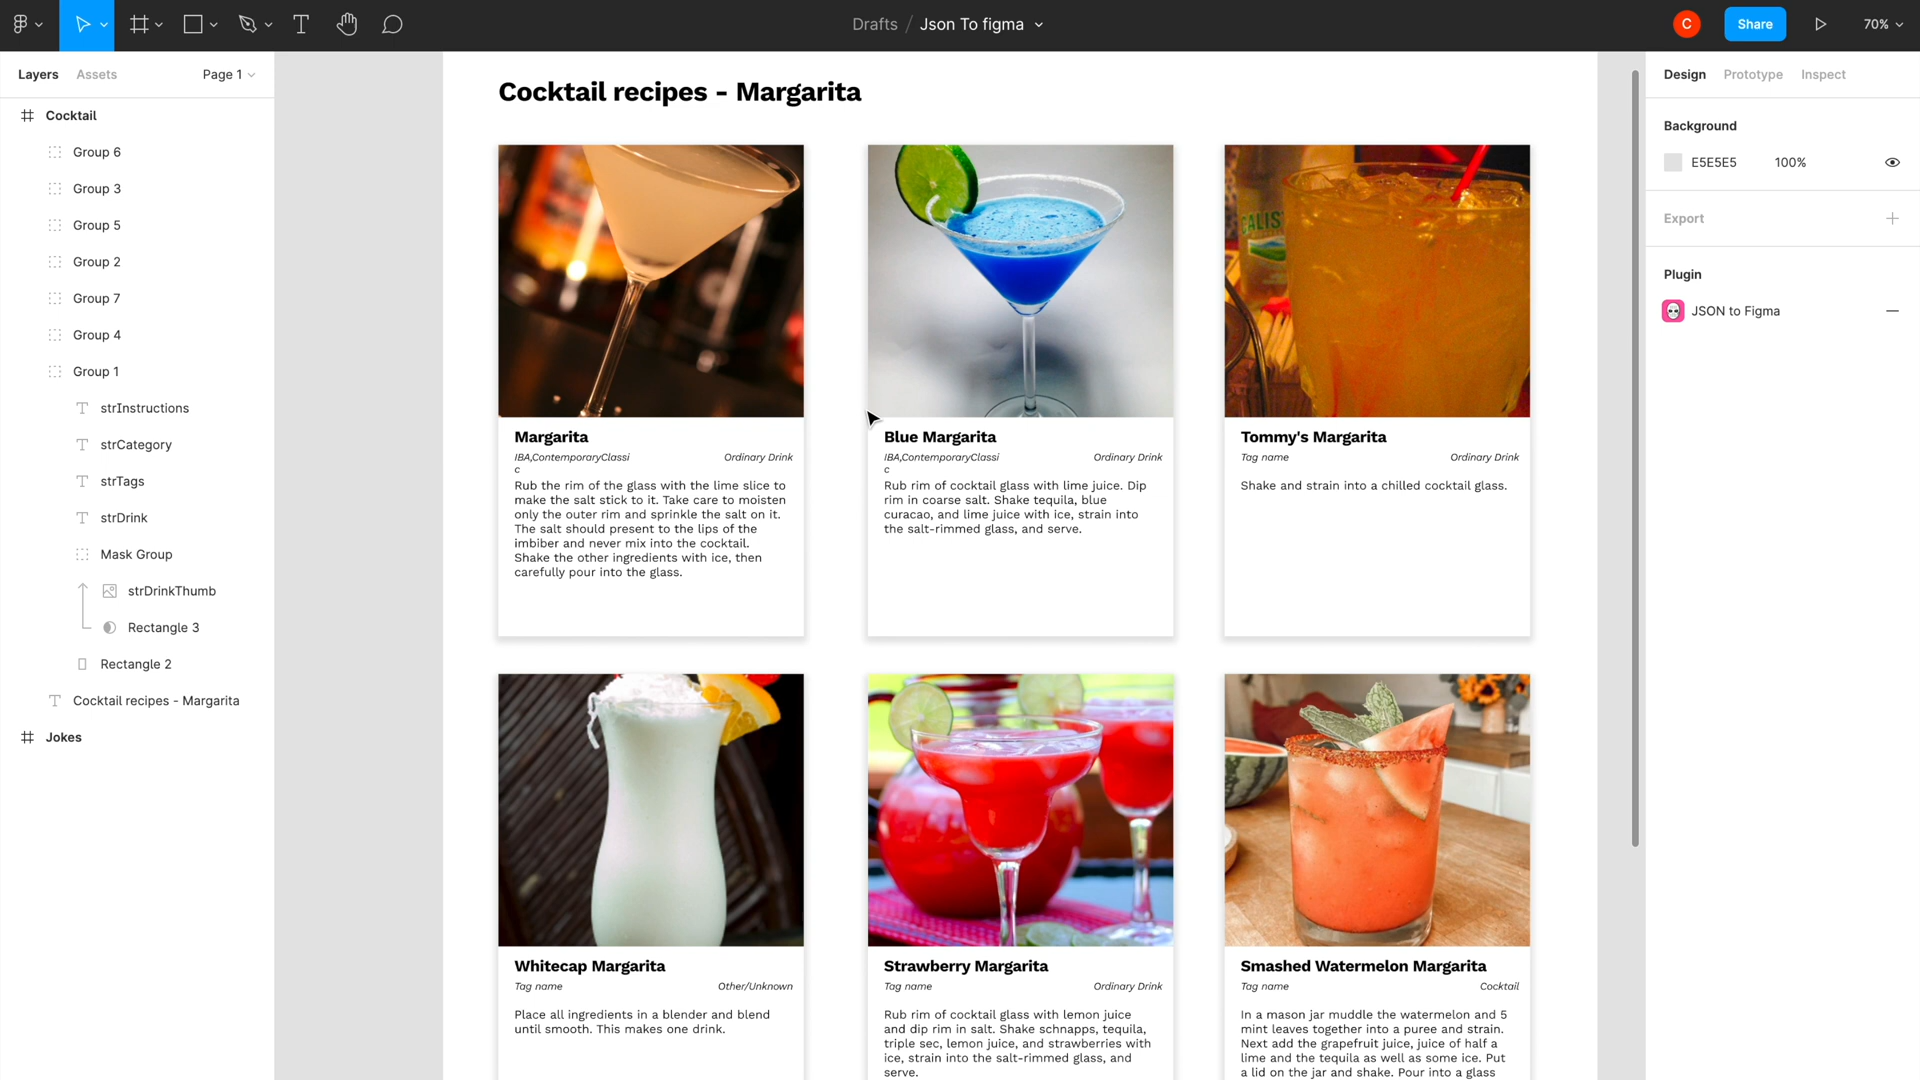 Drafts / Json To figma
C
Share
70%
Layers
Assets
Page 1
Cocktail
Group 6
Group 3
Group 5
Group 2
Group 7
Group 4
Group 1
strInstructions
strCategory
strTags
strDrink
Mask Group
strDrinkThumb
Rectangle 3
Rectangle 2
Cocktail recipes - Margarita
Jokes
Cocktail recipes - Margarita
Margarita
IBA,ContemporaryClassi
c
Ordinary Drink
Rub the rim of the glass with the lime slice to
make the salt stick to it. Take care to moisten
only the outer rim and sprinkle the salt on it.
The salt should present to the lips of the
imbiber and never mix into the cocktail.
Shake the other ingredients with ice, then
carefully pour into the glass.
Blue Margarita
IBA,ContemporaryClassi
c
Ordinary Drink
Rub rim of cocktail glass with lime juice. Dip
rim in coarse salt. Shake tequila, blue
curacao, and lime juice with ice, strain into
the salt-rimmed glass, and serve.
CALIS
Tommy's Margarita
Tag name
Ordinary Drink
Shake and strain into a chilled cocktail glass.
Whitecap Margarita
Tag name
Other/Unknown
Place all ingredients in a blender and blend
until smooth. This makes one drink.
Strawberry Margarita
Tag name
Ordinary Drink
Rub rim of cocktail glass with lemon juice
and dip rim in salt. Shake schnapps, tequila,
triple sec, lemon juice, and strawberries with
ice, strain into the salt-rimmed glass, and
serve.
Smashed Watermelon Margarita
Tag name
Cocktail
In a mason jar muddle the watermelon and 5
mint leaves together into a puree and strain.
Next add the grapefruit juice, juice of half a
lime and the tequila as well as some ice. Put
a lid on the jar and shake. Pour into a glass
Design
Prototype
Inspect
Background
E5E5E5
100%
Export
Plugin
JSON to Figma